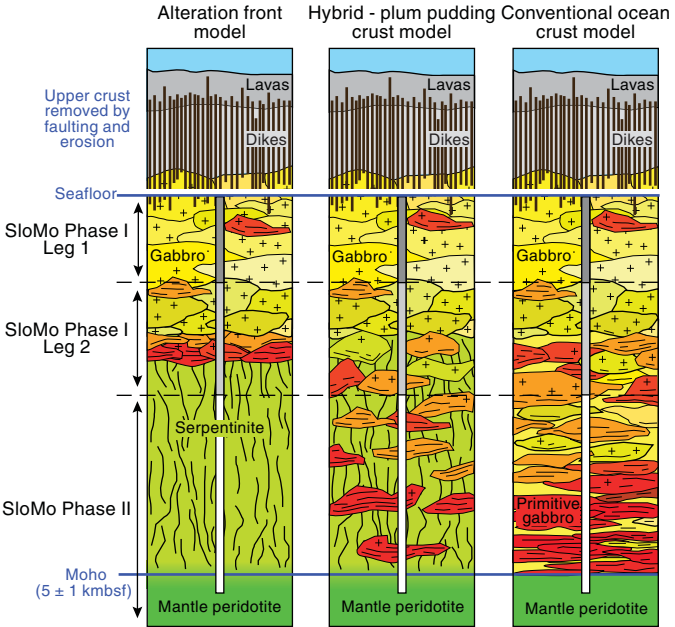 Alteration front
model
Hybrid - plum pudding
crust model
Conventional ocean
crust model
Upper crust
removed by
faulting and
erosion
Lavas
Dikes
Lavas
Dikes
Lavas
Dikes
Seafloor
SloMo Phase I
Leg 1
Gabbro
Gabbro
Gabbro
SloMo Phase I
Leg 2
Serpentinite
SloMo Phase II
Primitive
gabbro
Moho
(5 ± 1 kmbsf)
Mantle peridotite
Mantle peridotite
Mantle peridotite